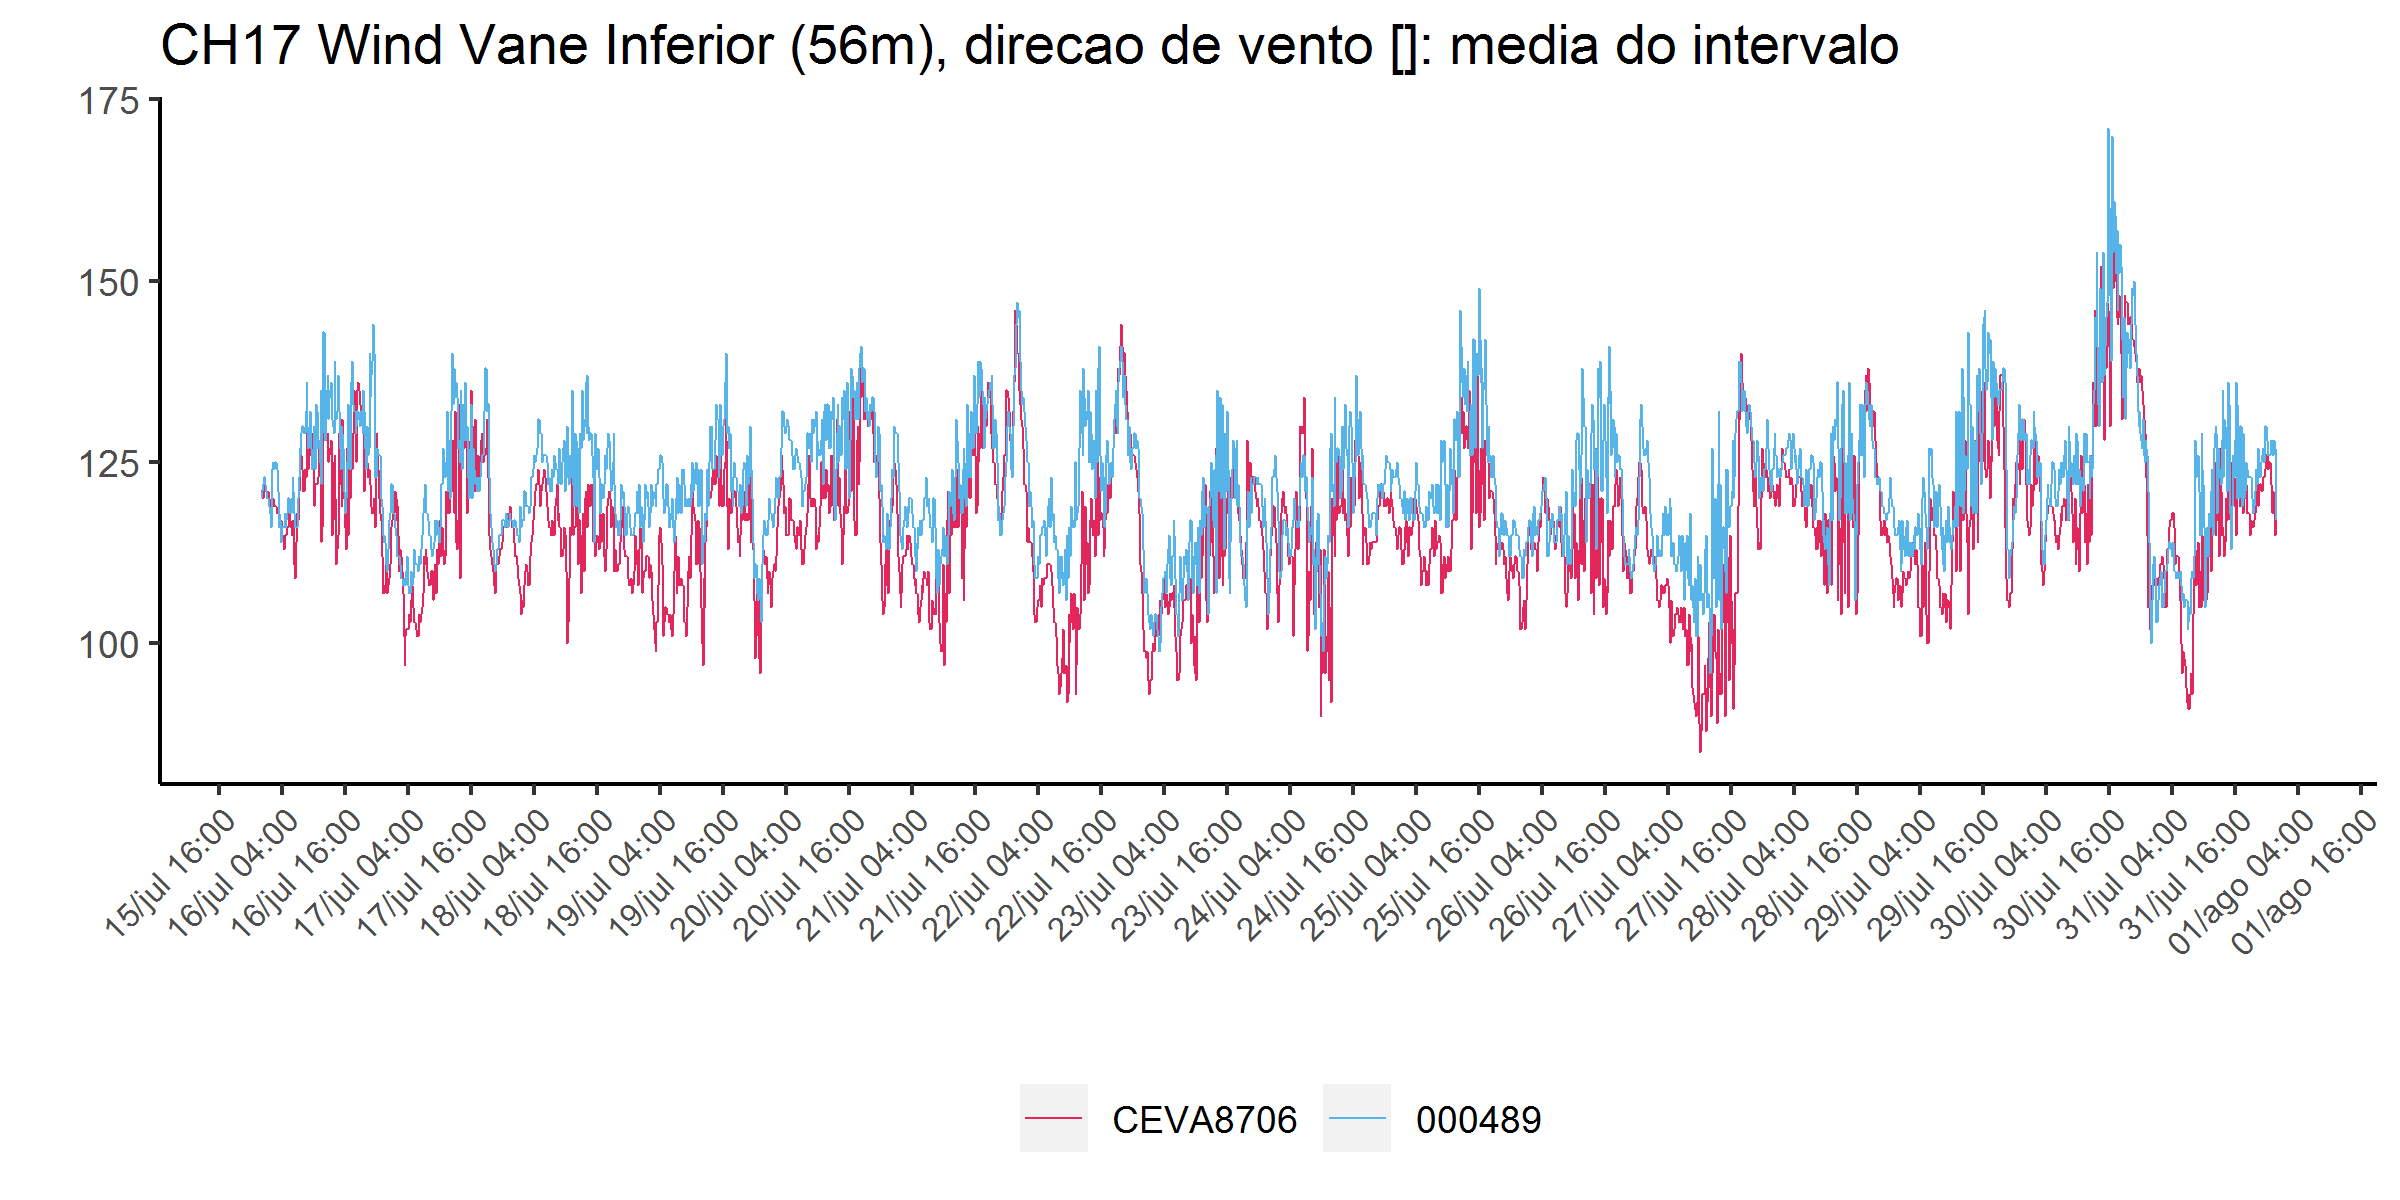 CH17 Wind Vane Inferior (56m), direcao de vento []: media do intervalo
175
150
125
100
15/jul 16:00
16/jul 04:00
16/jul 16:00
17/jul 04:00
17/jul 16:00
18/jul 04:00
18/jul 16:00
19/jul 04:00
19/jul 16:00
20/jul 04:00
20/jul 16:00
21/jul 04:00
21/jul 16:00
22/jul 04:00
22/jul 16:00
23/jul 04:00
23/jul 16:00
24/jul 04:00
24/jul 16:00
25/jul 04:00
25/jul 16:00
26/jul 04:00
26/jul 16:00
27/jul 04:00
27/jul 16:00
28/jul 04:00
28/jul 16:00
29/jul 04:00
29/jul 16:00
30/jul 04:00
30/jul 16:00
31/jul 04:00
31/jul 16:00
01/ago 04:00
01/ago 16:00
CEVA8706
000489